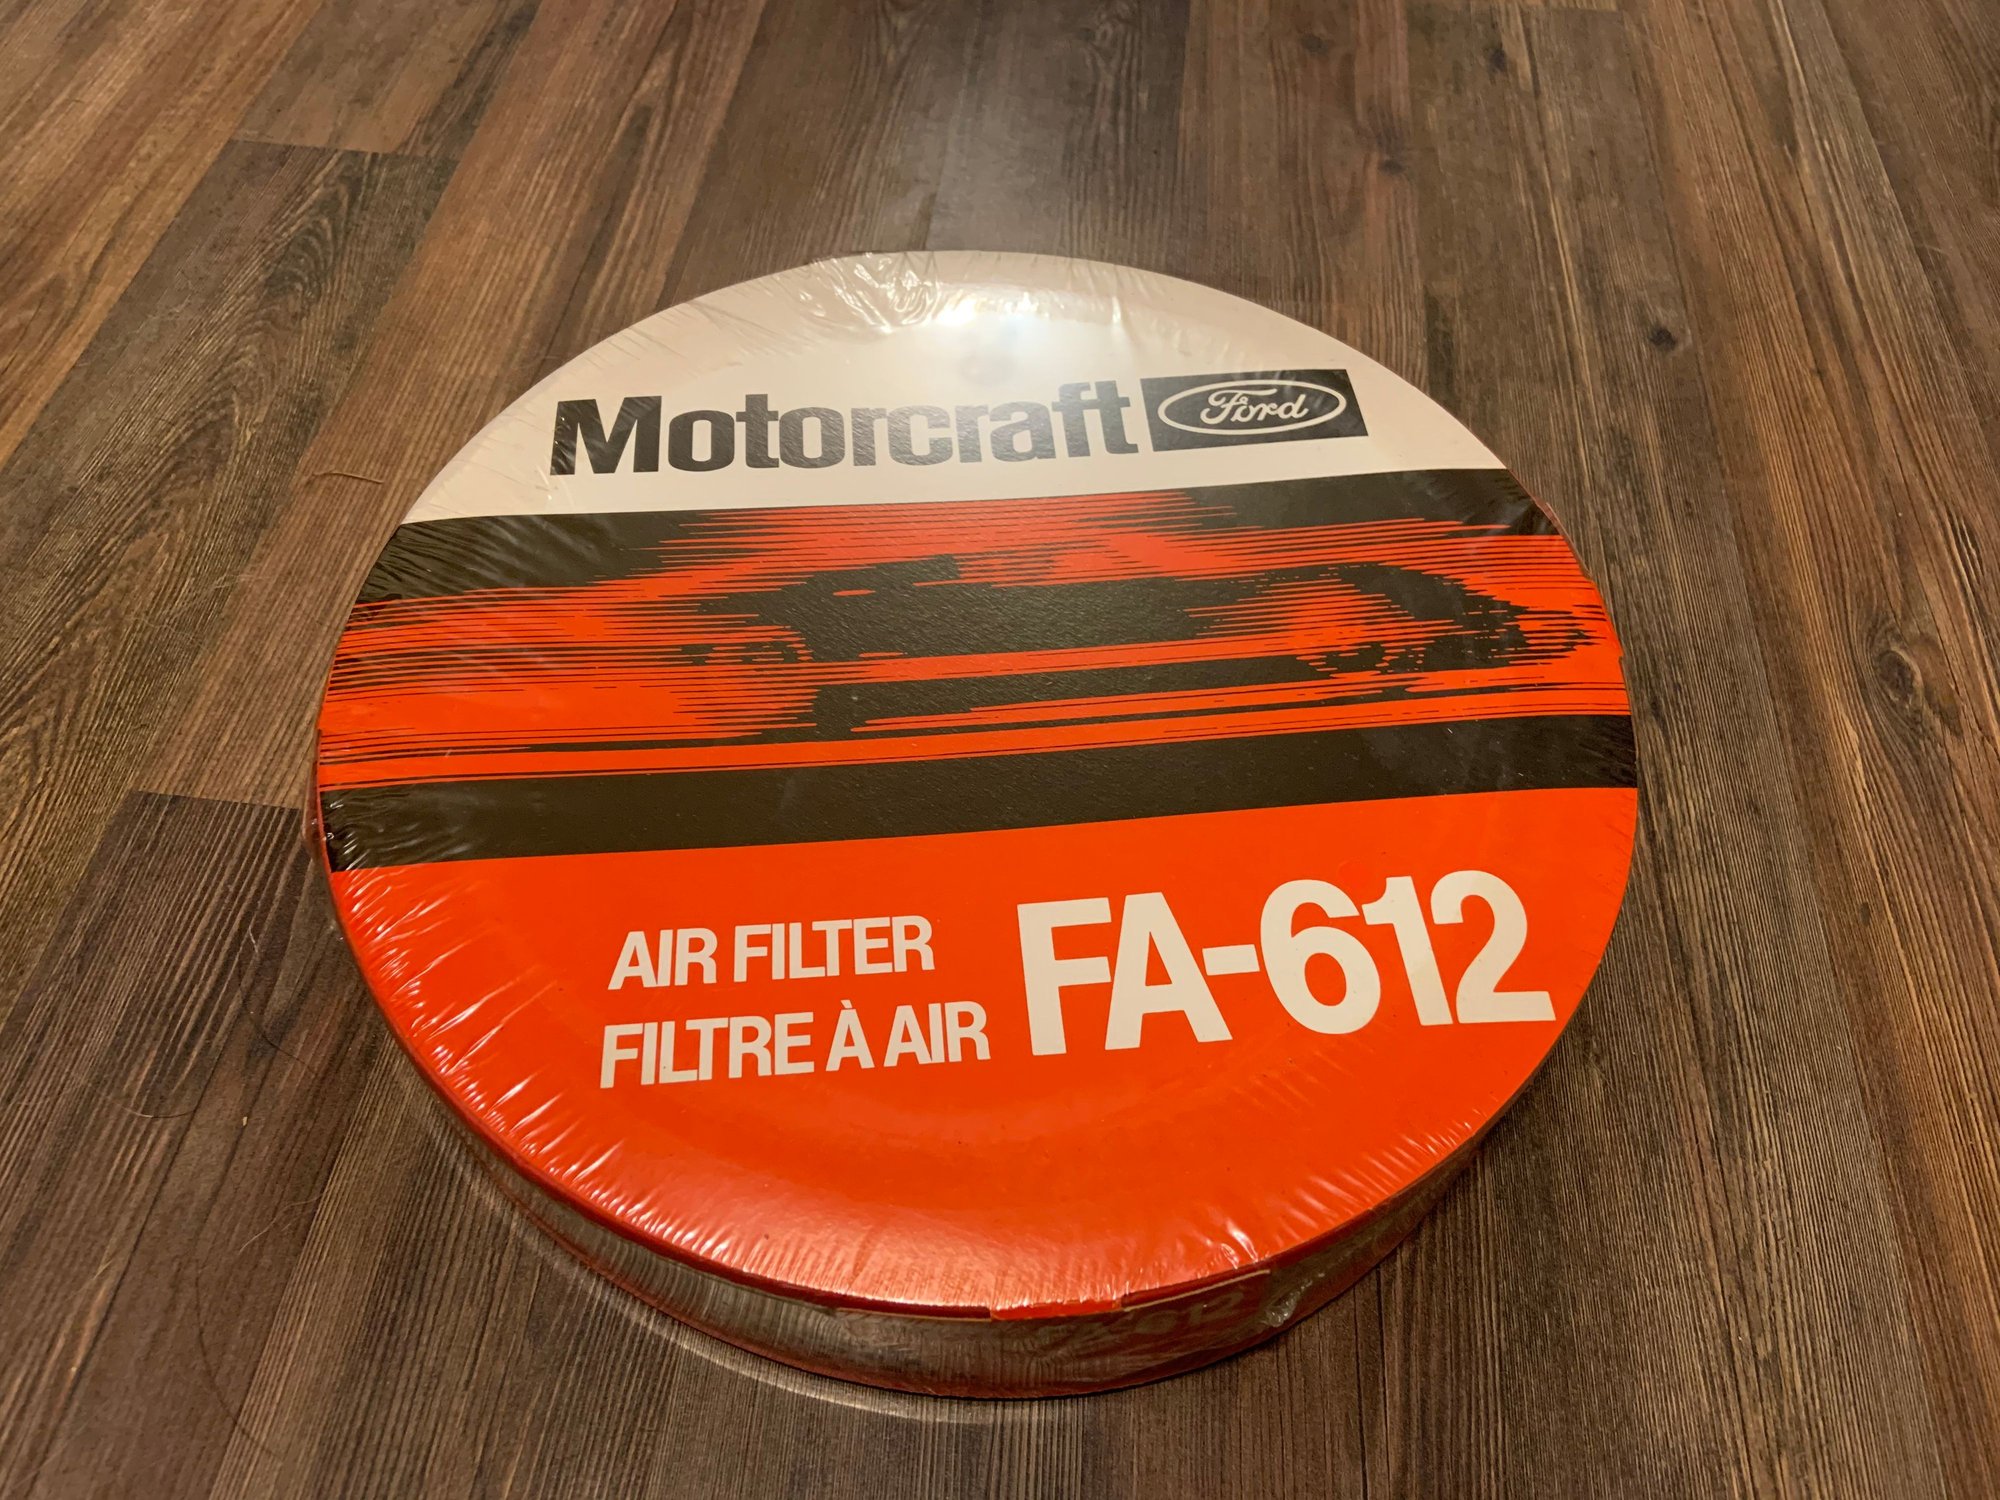 Motorcraft Ford
AIR FILTER
FILTRE À AIR
FA-612